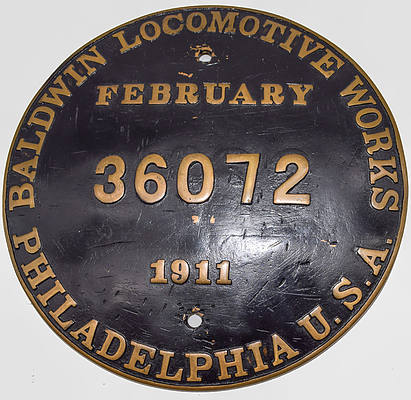 BALDWIN LOCOMOTIVE WORKS
FEBRUARY
36072
1911
PHILADELPHIA U.S.A.